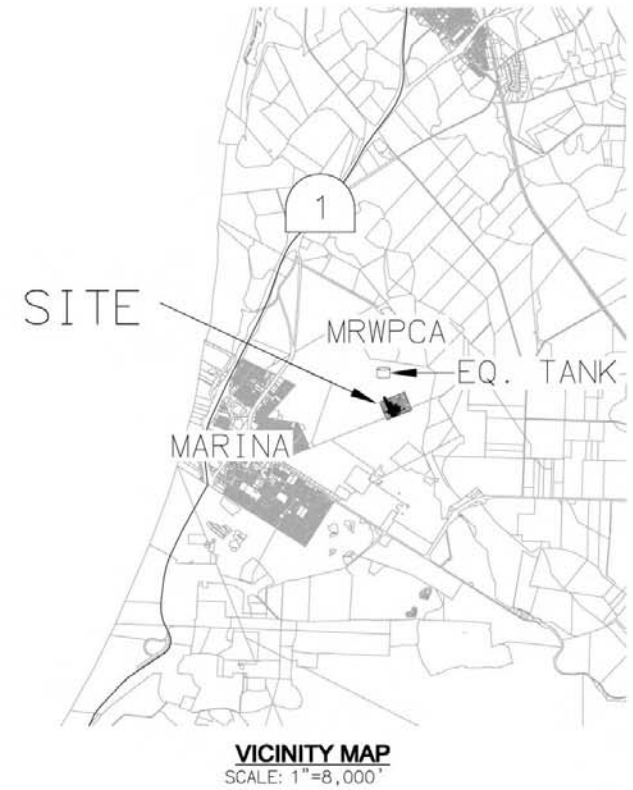 1
SITE
MRWPCA
EQ. TANK
MARINA
VICINITY MAP
SCALE: 1"=8,000'